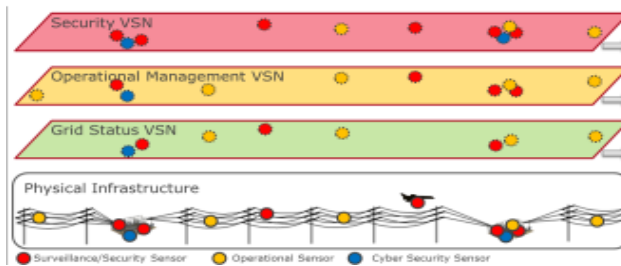 Security VSN
Operational Management VSN
Grid Status VSN
Physical Infrastructure
Surveillance/Security Sensor
Operational Sensor
Cyber Security Sensor